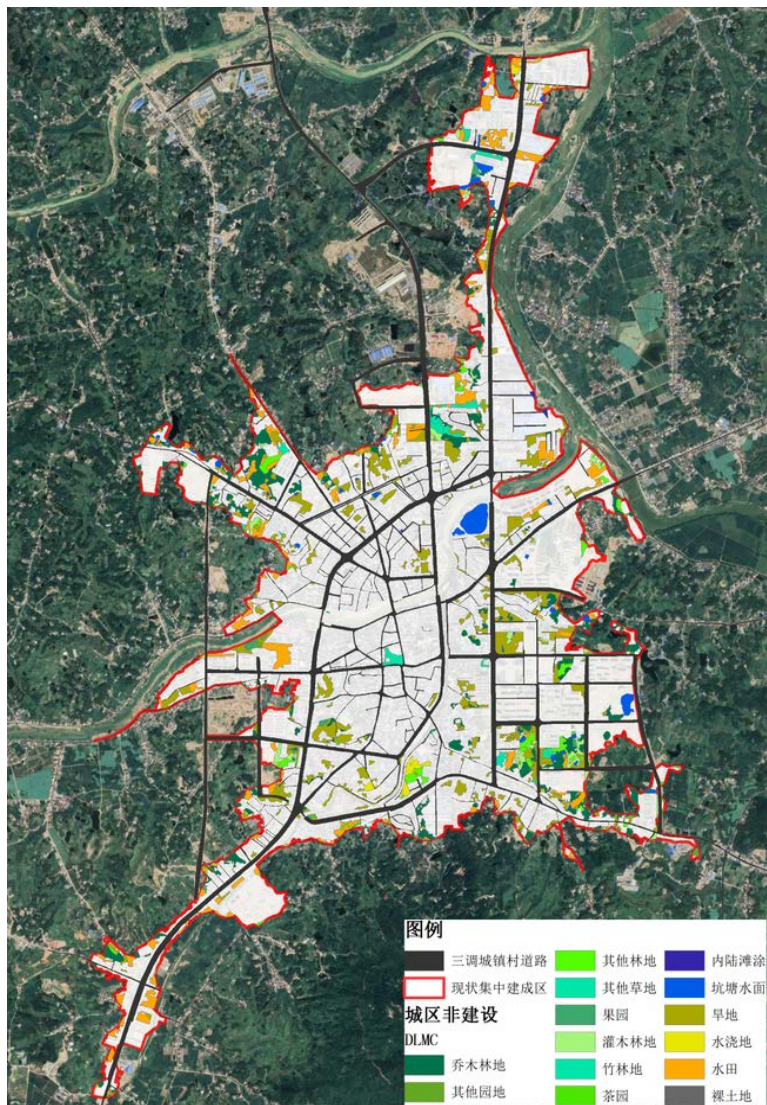 图例
三调城镇村道路
现状集中建成区
城区非建设
DLMC
乔木林地
其他园地
其他林地
其他草地
果园
灌木林地
竹林地
茶园
内陆滩涂
坑塘水面
旱地
水浇地
水田
裸土地